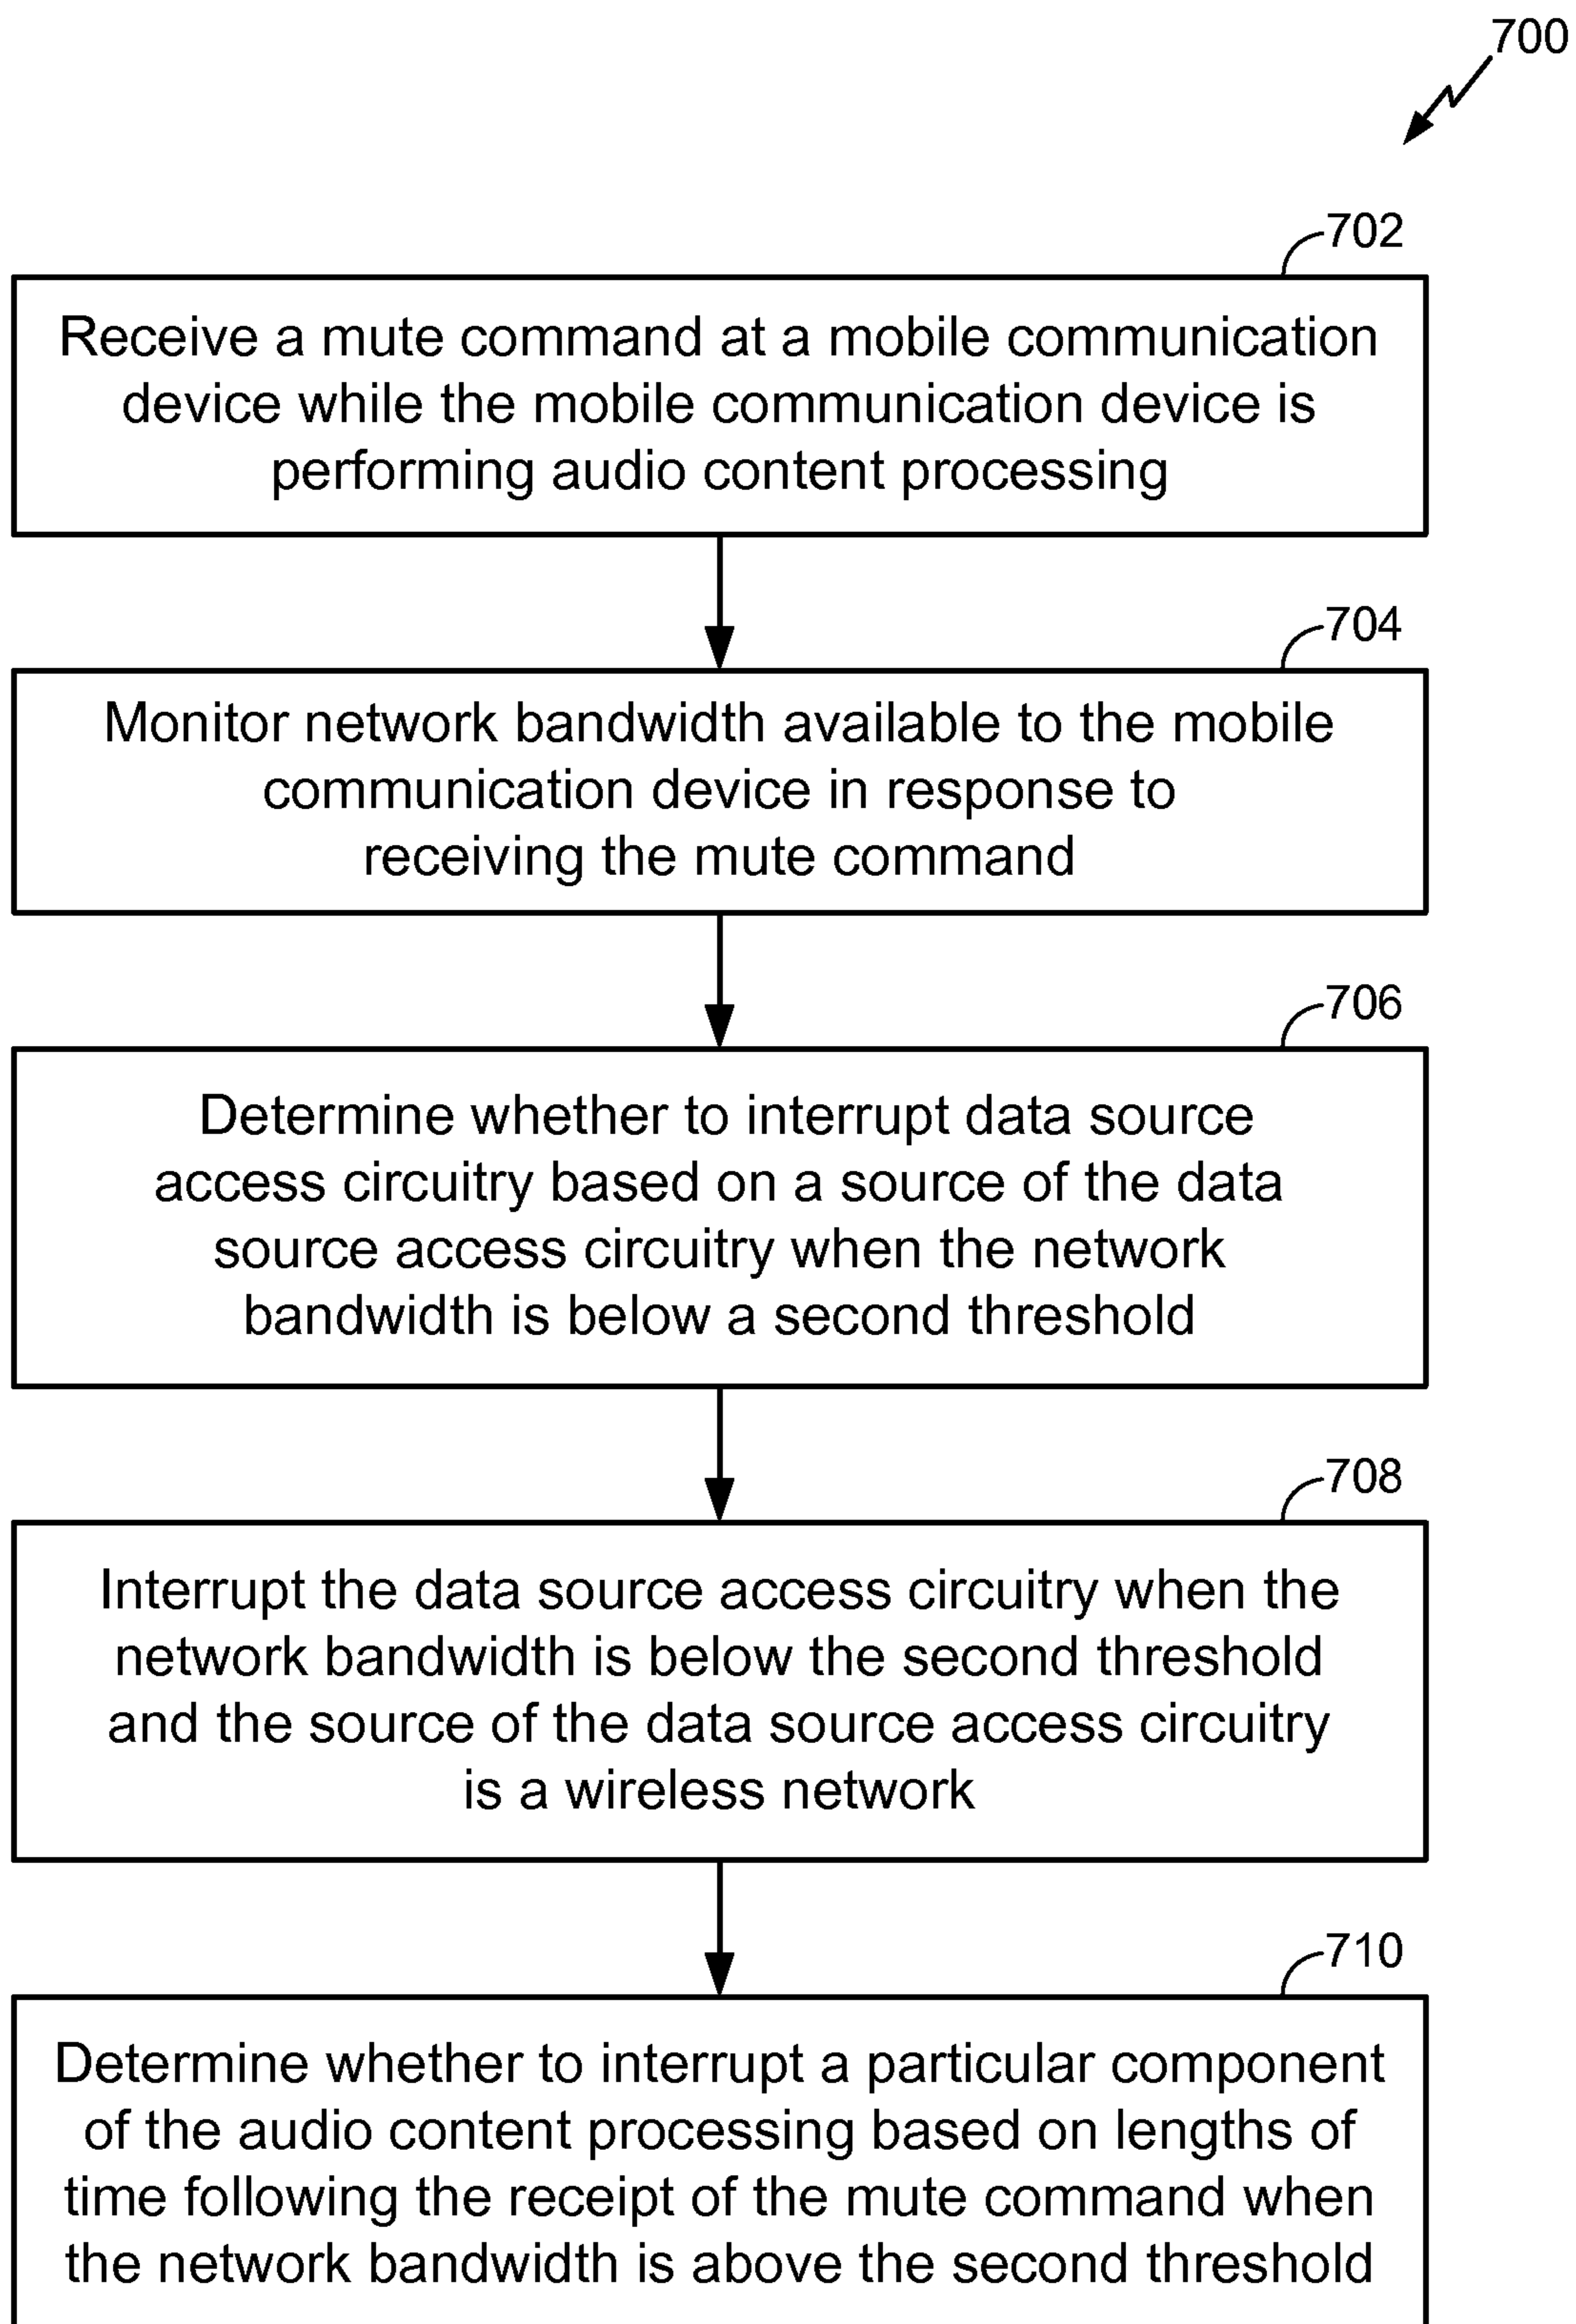 700
702
Receive a mute command at a mobile communication
device while the mobile communication device is
performing audio content processing
704
Monitor network bandwidth available to the mobile
communication device in response to
receiving the mute command
706
Determine whether to interrupt data source
access circuitry based on a source of the data
source access circuitry when the network
bandwidth is below a second threshold
708
Interrupt the data source access circuitry when the
network bandwidth is below the second threshold
and the source of the data source access circuitry
is a wireless network
710
Determine whether to interrupt a particular component
of the audio content processing based on lengths of
time following the receipt of the mute command when
the network bandwidth is above the second threshold